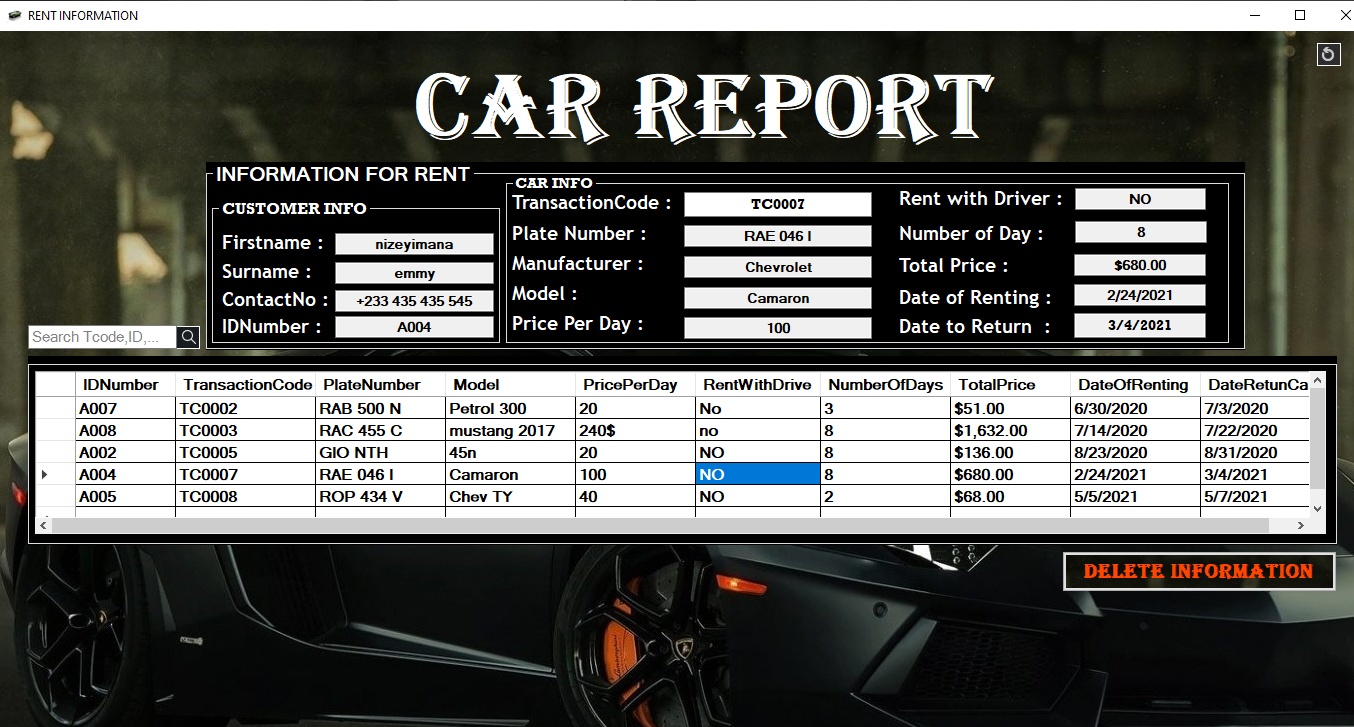 RENT INFORMATION
CAR REPORT
INFORMATION FOR RENT
CUSTOMER INFO
Firstname : nizeyimana
Surname : emmy
ContactNo : +233 435 435 545
IDNumber : A004
CAR INFO
TransactionCode : TC0007
Plate Number : RAE 046 I
Manufacturer : Chevrolet
Model : Camaron
Price Per Day : 100
Rent with Driver : NO
Number of Day : 8
Total Price : $680.00
Date of Renting : 2/24/2021
Date to Return : 3/4/2021
Search Tcode,ID,...
IDNumber TransactionCode PlateNumber Model PricePerDay RentWithDrive NumberOfDays TotalPrice DateOfRenting DateRetunCa
A007 TC0002 RAB 500 N Petrol 300 20 No 3 $51.00 6/30/2020 7/3/2020
A008 TC0003 RAC 455 C mustang 2017 240$ no 8 $1,632.00 7/14/2020 7/22/2020
A002 TC0005 GIO NTH 45n 20 NO 8 $136.00 8/23/2020 8/31/2020
A004 TC0007 RAE 046 I Camaron 100 NO 8 $680.00 2/24/2021 3/4/2021
A005 TC0008 ROP 434 V Chev TY 40 NO 2 $68.00 5/5/2021 5/7/2021
DELETE INFORMATION